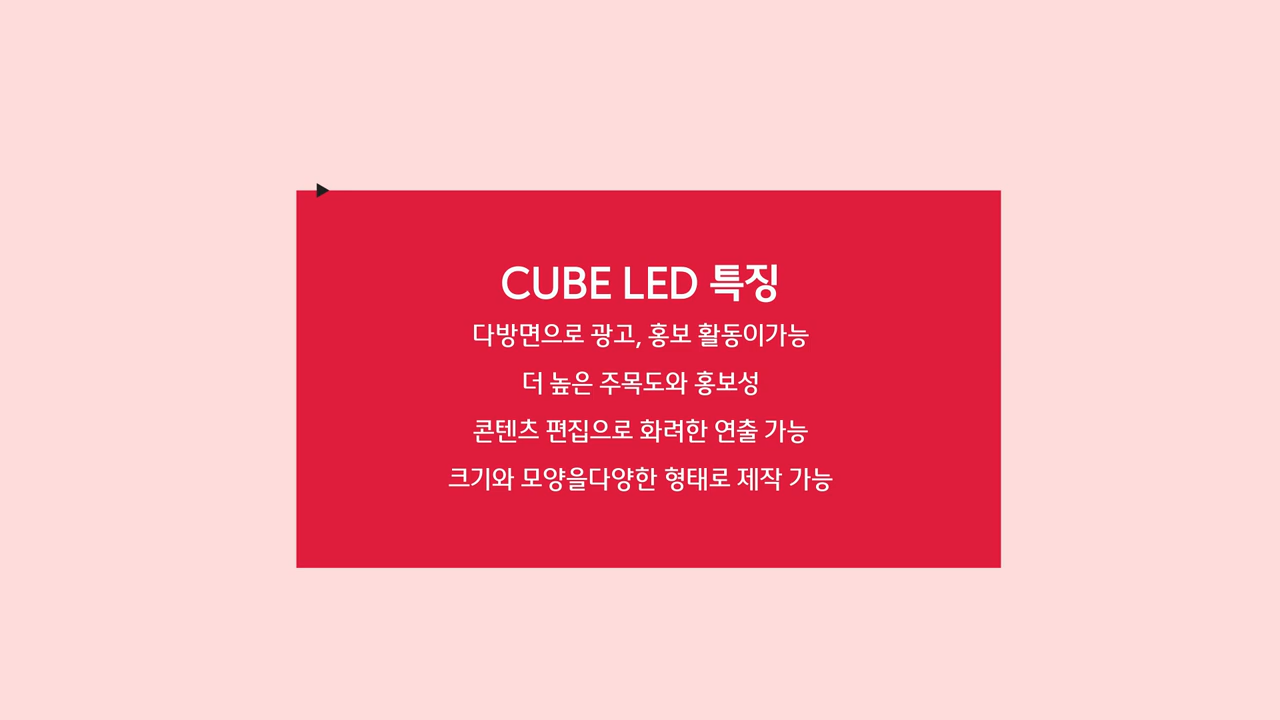 CUBE LED 특징
다방면으로 광고, 홍보 활동이가능
더 높은 주목도와 홍보성
콘텐츠 편집으로 화려한 연출 가능
크기와 모양을다양한 형태로 제작 가능